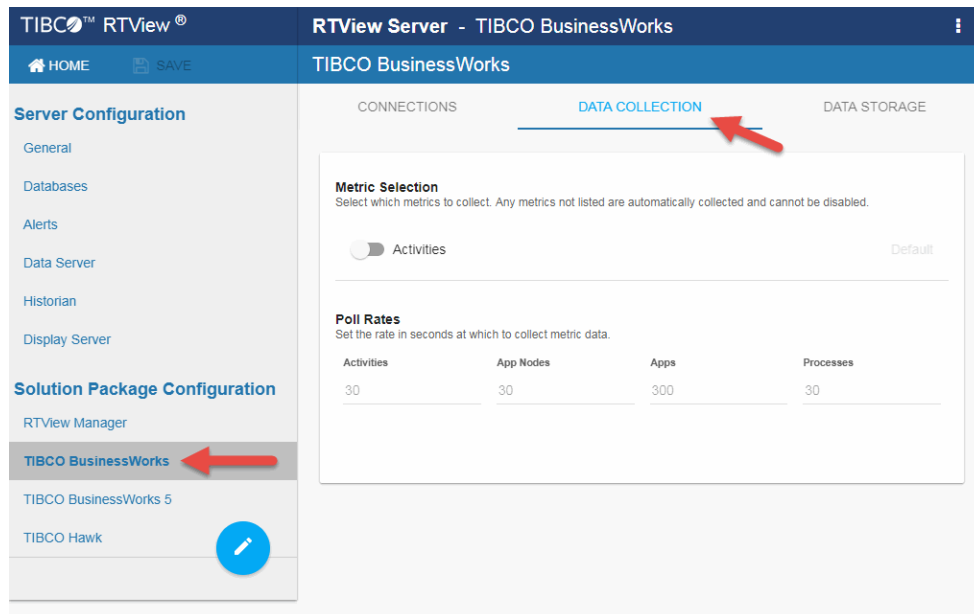 TIBCO™ RTView ®
RTView Server - TIBCO BusinessWorks
HOME SAVE
TIBCO BusinessWorks
Server Configuration
General
Databases
Alerts
Data Server
Historian
Display Server
Solution Package Configuration
RTView Manager
TIBCO BusinessWorks
TIBCO BusinessWorks 5
TIBCO Hawk
CONNECTIONS DATA COLLECTION DATA STORAGE
Metric Selection
Select which metrics to collect. Any metrics not listed are automatically collected and cannot be disabled.
Activities Default
Poll Rates
Set the rate in seconds at which to collect metric data.
Activities App Nodes Apps Processes
30 30 300 30